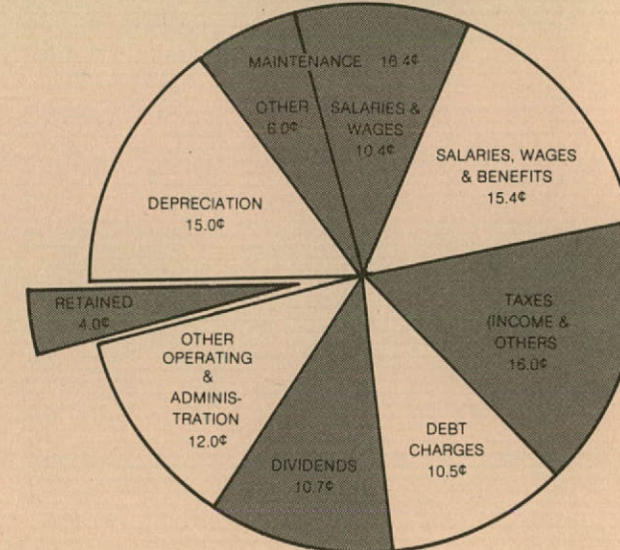 MAINTENANCE 16.4¢
OTHER
6.0¢
SALARIES &
WAGES
10.4¢
SALARIES, WAGES
& BENEFITS
15.4¢
TAXES
(INCOME &
OTHERS
16.0¢
DEBT
CHARGES
10.5¢
DIVIDENDS
10.7¢
OTHER
OPERATING
&
ADMINIS-
TRATION
12.0¢
RETAINED
4.0¢
DEPRECIATION
15.0¢